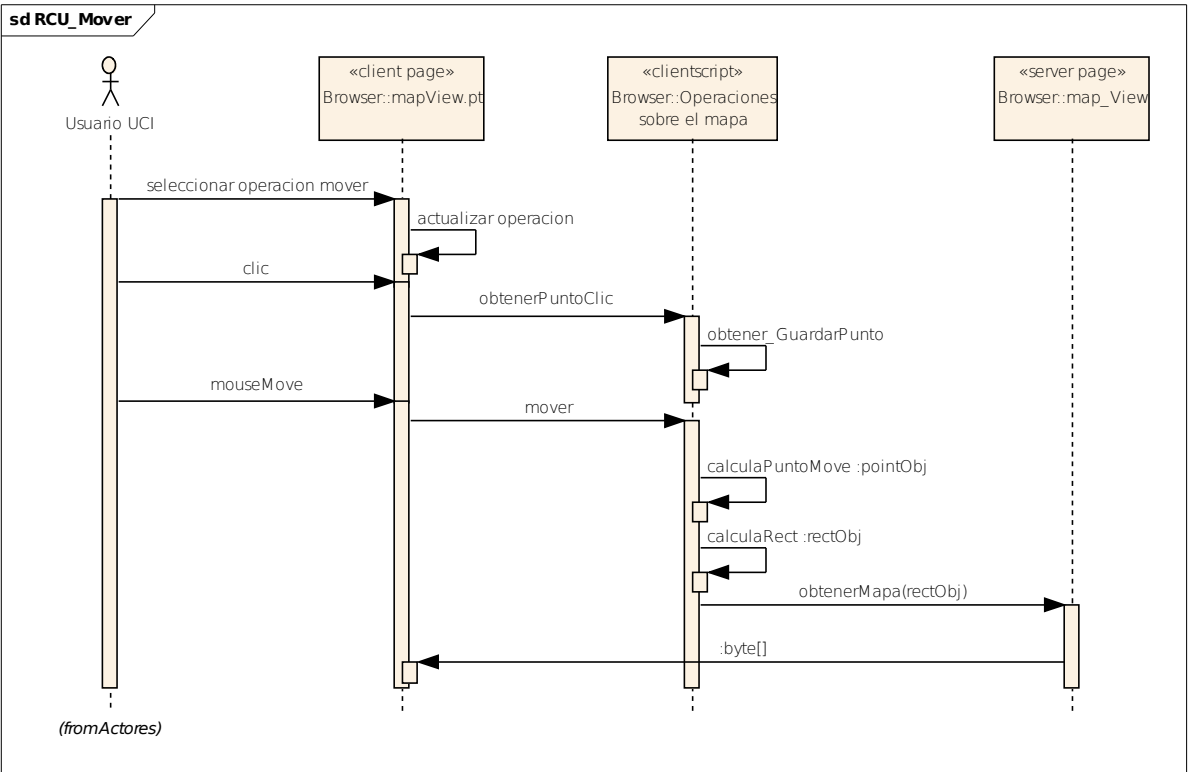 sd RCU_Mover
Usuario UCI
«client page»
Browser::mapView.pt
«clientscript»
Browser::Operaciones
sobre el mapa
«server page»
Browser::map_View
seleccionar operacion mover
actualizar operacion
clic
obtenerPuntoClic
obtener_GuardarPunto
mouseMove
mover
calculaPuntoMove :pointObj
calculaRect :rectObj
obtenerMapa(rectObj)
:byte[]
(fromActores)